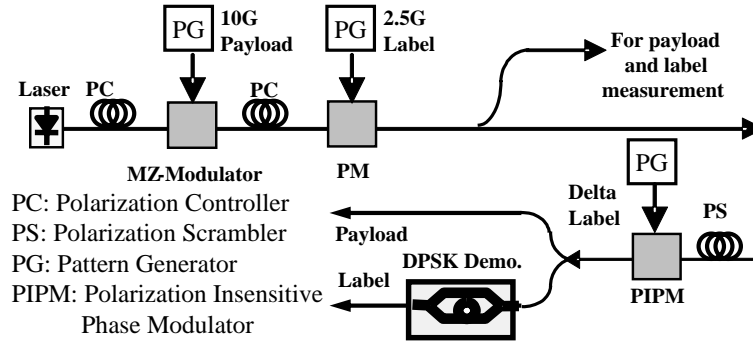 PG
10G
Payload
PG
2.5G
Label
For payload
and label
measurement
Laser
PC
PC
MZ-Modulator
PM
PG
Delta
Label
PS
PIPM
PC: Polarization Controller
PS: Polarization Scrambler
PG: Pattern Generator
PIPM: Polarization Insensitive
Phase Modulator
Payload
Label
DPSK Demo.